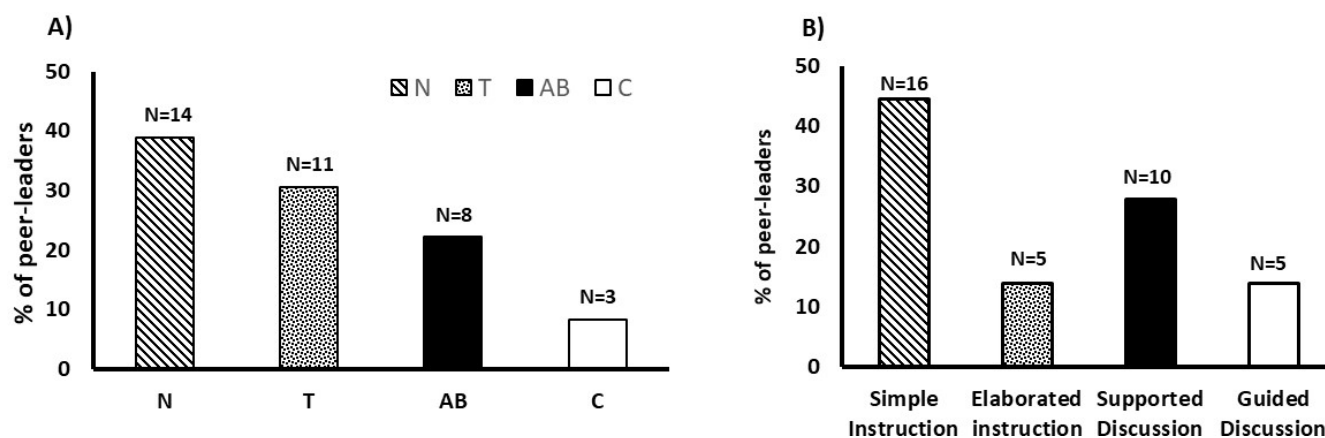 A)
% of peer-leaders
50
40
30
20
10
0
N T AB C
N=14
N=11
N=8
N=3
N T AB C
B)
% of peer-leaders
50
40
30
20
10
0
N=16
N=5
N=10
N=5
Simple Elaborated Supported Guided
Instruction instruction Discussion Discussion